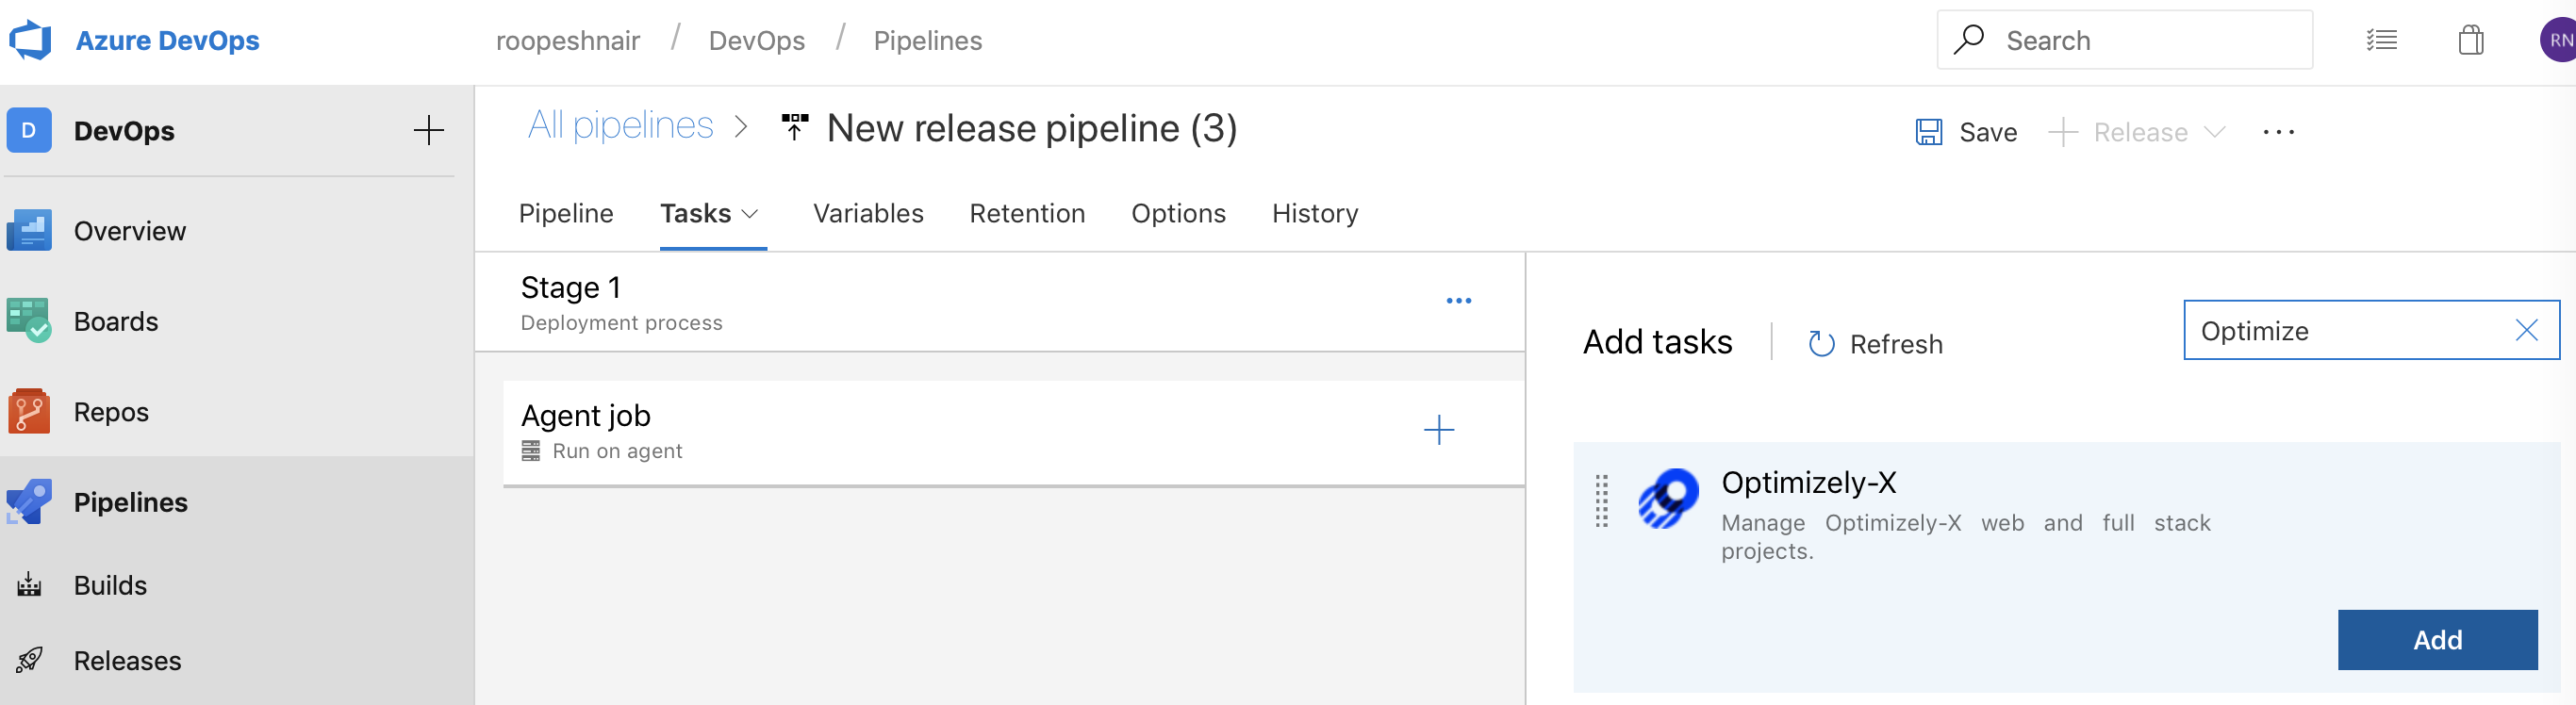 Azure DevOps
roopeshnair / DevOps / Pipelines
Search
RN
D DevOps
Overview
Boards
Repos
Pipelines
Builds
Releases
All pipelines > New release pipeline (3)
Save
Release
Pipeline Tasks Variables Retention Options History
Stage 1
Deployment process
Agent job
Run on agent
Add tasks
Refresh
Optimize
Optimizely-X
Manage Optimizely-X web and full stack
projects.
Add